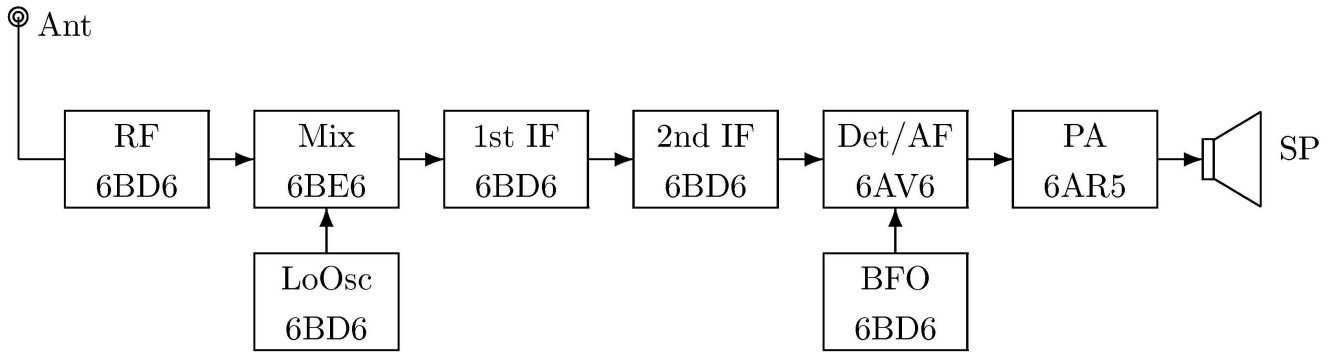 Ant
RF
6BD6
Mix
6BE6
1st IF
6BD6
2nd IF
6BD6
Det/AF
6AV6
PA
6AR5
SP
LoOsc
6BD6
BFO
6BD6